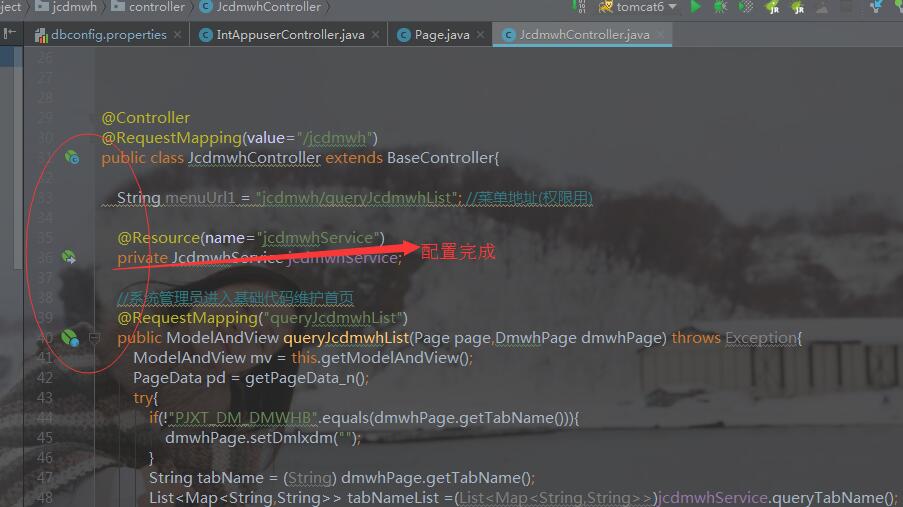 ject
jcdmwh
controller
JcdmwhController
tomcat6
dbconfig.properties
IntAppuserController.java
Page.java
JcdmwhController.java
26
27
28
29 @Controller
30 @RequestMapping(value="/jcdmwh")
31 public class JcdmwhController extends BaseController{
32
33 String menuUrl1 = "jcdmwh/queryJcdmwhList"; //菜单地址(权限用)
34
35 @Resource(name="jcdmwhService")
36 private JcdmwhService jcdmwhService;
配置完成
37
38 //系统管理员进入基础代码维护首页
39 @RequestMapping("queryJcdmwhList")
40 public ModelAndView queryJcdmwhList(Page page,DmwhPage dmwhPage) throws Exception{
41 ModelAndView mv = this.getModelAndView();
42 PageData pd = getPageData_n();
43 try{
44 if(!"PJXT_DM_DMWHB".equals(dmwhPage.getTabName())){
45 dmwhPage.setDmlxdm("");
46 }
47 String tabName = (String) dmwhPage.getTabName();
48 List<Map<String,String>> tabNameList =(List<Map<String,String>>)jcdmwhService.queryTabName();